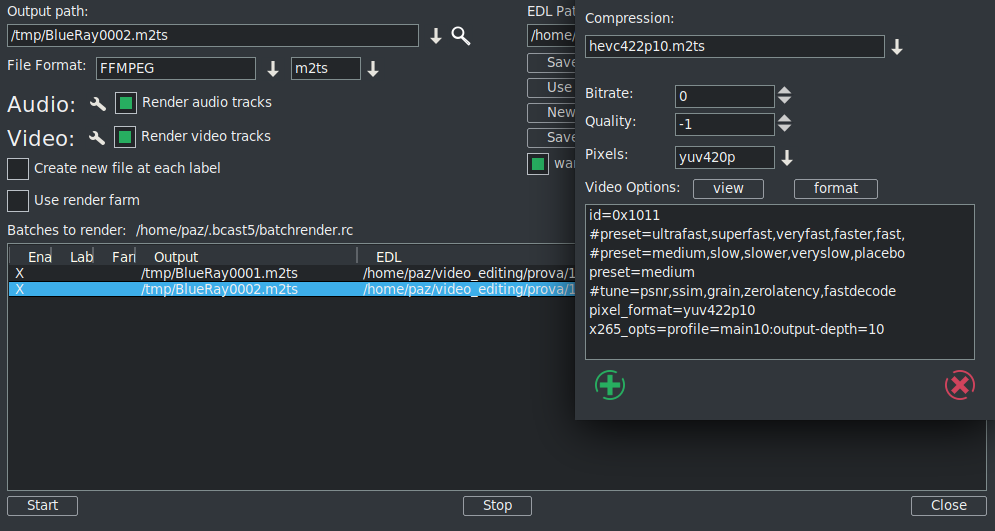 Output path:
/tmp/BlueRay0002.m2ts
File Format:
FFMPEG
m2ts
Audio:
Render audio tracks
Video:
Render video tracks
Create new file at each label
Use render farm
Batches to render: /home/paz/.bcast5/batchrender.rc
Ena Lab Far Output EDL
X /tmp/BlueRay0001.m2ts /home/paz/video_editing/prova/1
X /tmp/BlueRay0002.m2ts /home/paz/video_editing/prova/1
Start
Stop
Close
EDL Pat
/home/
Save
Use
New
Save
wa
Compression:
hevc422p10.m2ts
Bitrate:
0
Quality:
-1
Pixels:
yuv420p
Video Options:
view
format
id=0x1011
#preset=ultrafast,superfast,veryfast,faster,fast,
#preset=medium,slow,slower,veryslow,placebo
preset=medium
#tune=psnr,ssim,grain,zerolatency,fastdecode
pixel_format=yuv422p10
x265_opts=profile=main10:output-depth=10